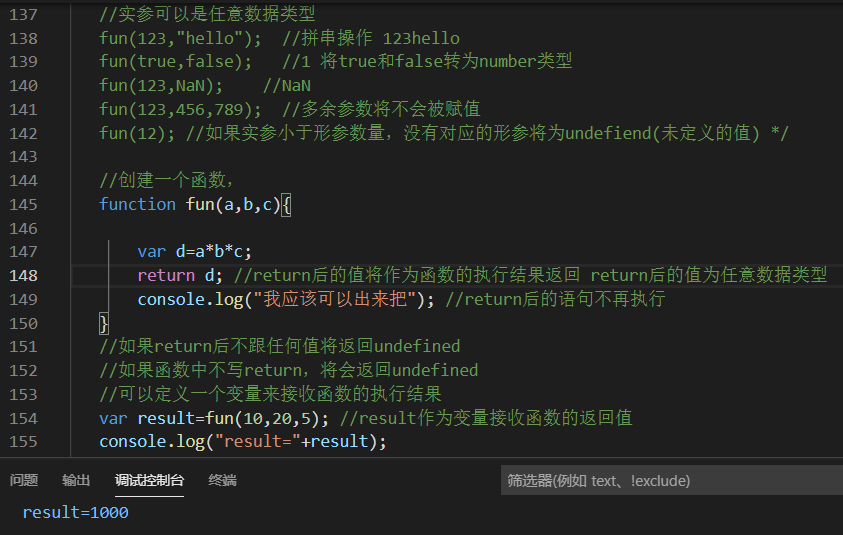 137 //实参可以是任意数据类型
138 fun(123,"hello"); //拼串操作 123hello
139 fun(true,false); //1 将true和false转为number类型
140 fun(123,NaN); //NaN
141 fun(123,456,789); //多余参数将不会被赋值
142 fun(12); //如果实参小于形参数量，没有对应的形参将为undefiend(未定义的值) */
143
144 //创建一个函数，
145 function fun(a,b,c){
146
147 var d=a*b*c;
148 return d; //return后的值将作为函数的执行结果返回 return后的值为任意数据类型
149 console.log("我应该可以出来把"); //return后的语句不再执行
150 }
151 //如果return后不跟任何值将返回undefined
152 //如果函数中不写return，将会返回undefined
153 //可以定义一个变量来接收函数的执行结果
154 var result=fun(10,20,5); //result作为变量接收函数的返回值
155 console.log("result="+result);
问题 输出 调试控制台 终端 筛选器(例如 text、!exclude)
result=1000